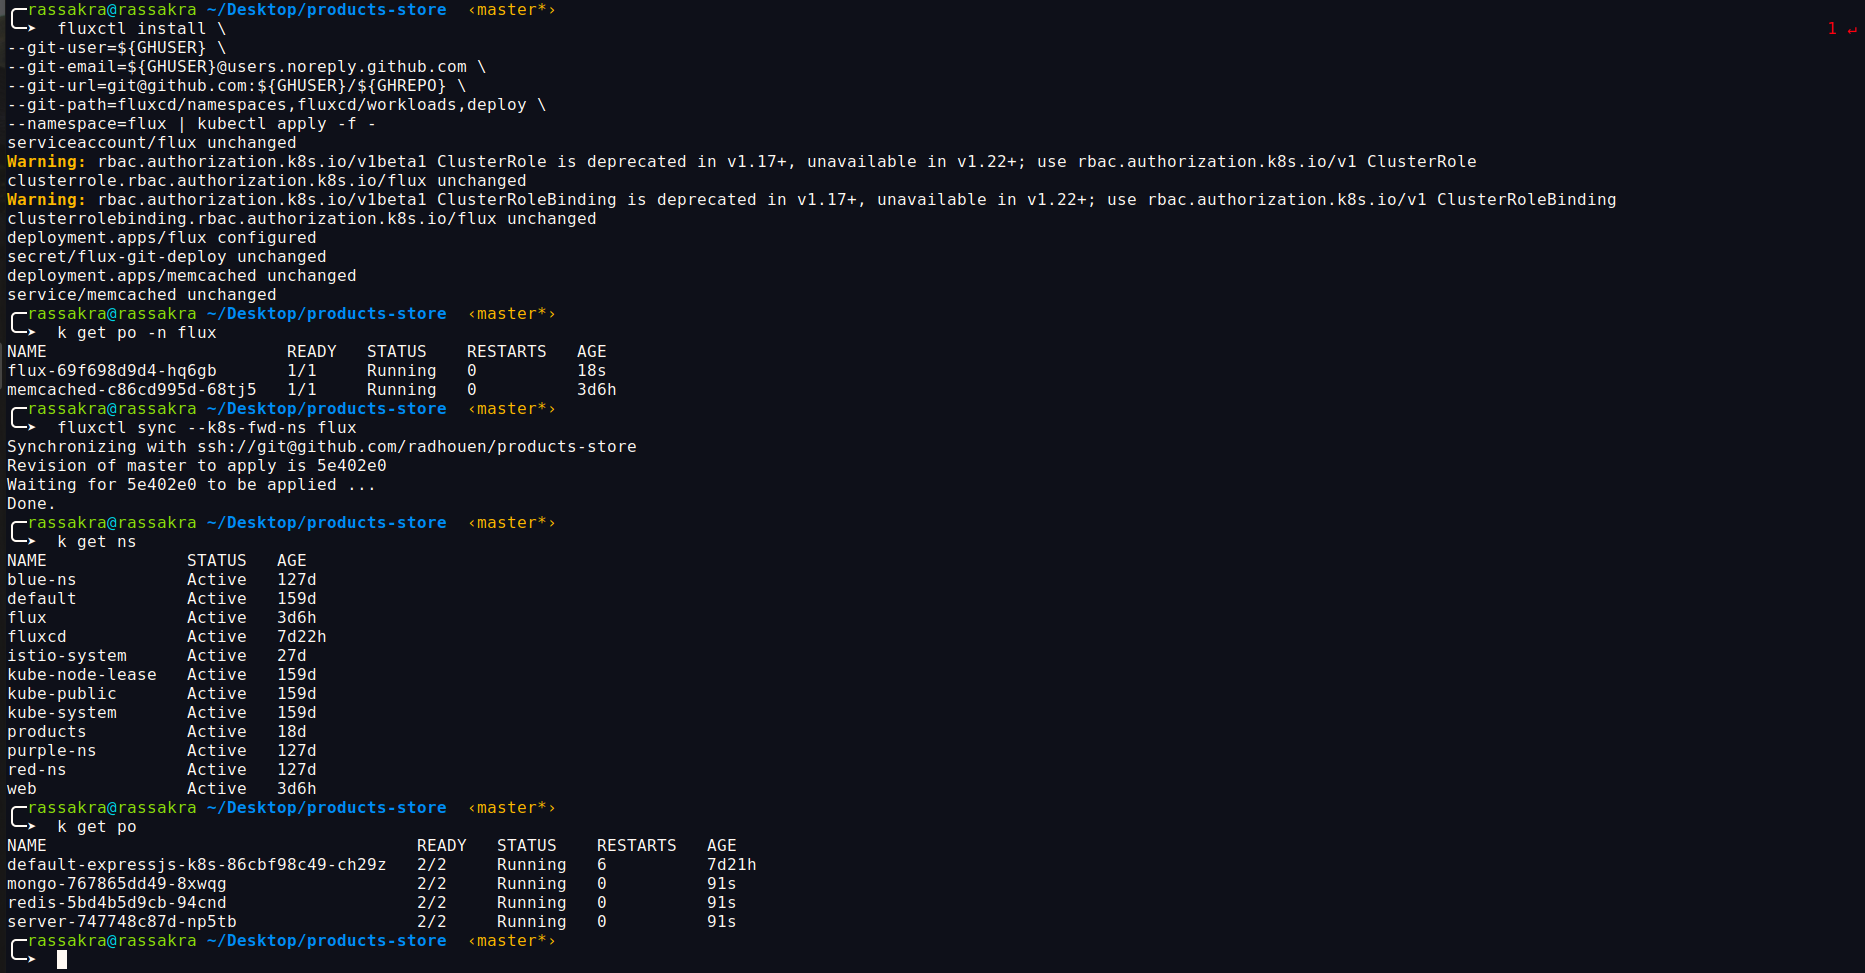 rassakra@rassakra ~/Desktop/products-store ‹master*›
➤ fluxctl install \ 1 ↵
--git-user=${GHUSER} \
--git-email=${GHUSER}@users.noreply.github.com \
--git-url=git@github.com:${GHUSER}/${GHREPO} \
--git-path=fluxcd/namespaces,fluxcd/workloads,deploy \
--namespace=flux | kubectl apply -f -
serviceaccount/flux unchanged
Warning: rbac.authorization.k8s.io/v1beta1 ClusterRole is deprecated in v1.17+, unavailable in v1.22+; use rbac.authorization.k8s.io/v1 ClusterRole
clusterrole.rbac.authorization.k8s.io/flux unchanged
Warning: rbac.authorization.k8s.io/v1beta1 ClusterRoleBinding is deprecated in v1.17+, unavailable in v1.22+; use rbac.authorization.k8s.io/v1 ClusterRoleBinding
clusterrolebinding.rbac.authorization.k8s.io/flux unchanged
deployment.apps/flux configured
secret/flux-git-deploy unchanged
deployment.apps/memcached unchanged
service/memcached unchanged
rassakra@rassakra ~/Desktop/products-store ‹master*›
➤ k get po -n flux
NAME READY STATUS RESTARTS AGE
flux-69f698d9d4-hq6gb 1/1 Running 0 18s
memcached-c86cd995d-68tj5 1/1 Running 0 3d6h
rassakra@rassakra ~/Desktop/products-store ‹master*›
➤ fluxctl sync --k8s-fwd-ns flux
Synchronizing with ssh://git@github.com/radhouen/products-store
Revision of master to apply is 5e402e0
Waiting for 5e402e0 to be applied ...
Done.
rassakra@rassakra ~/Desktop/products-store ‹master*›
➤ k get ns
NAME STATUS AGE
blue-ns Active 127d
default Active 159d
flux Active 3d6h
fluxcd Active 7d22h
istio-system Active 27d
kube-node-lease Active 159d
kube-public Active 159d
kube-system Active 159d
products Active 18d
purple-ns Active 127d
red-ns Active 127d
web Active 3d6h
rassakra@rassakra ~/Desktop/products-store ‹master*›
➤ k get po
NAME READY STATUS RESTARTS AGE
default-expressjs-k8s-86cbf98c49-ch29z 2/2 Running 6 7d21h
mongo-767865dd49-8xwqg 2/2 Running 0 91s
redis-5bd4b5d9cb-94cnd 2/2 Running 0 91s
server-747748c87d-np5tb 2/2 Running 0 91s
rassakra@rassakra ~/Desktop/products-store ‹master*›
➤